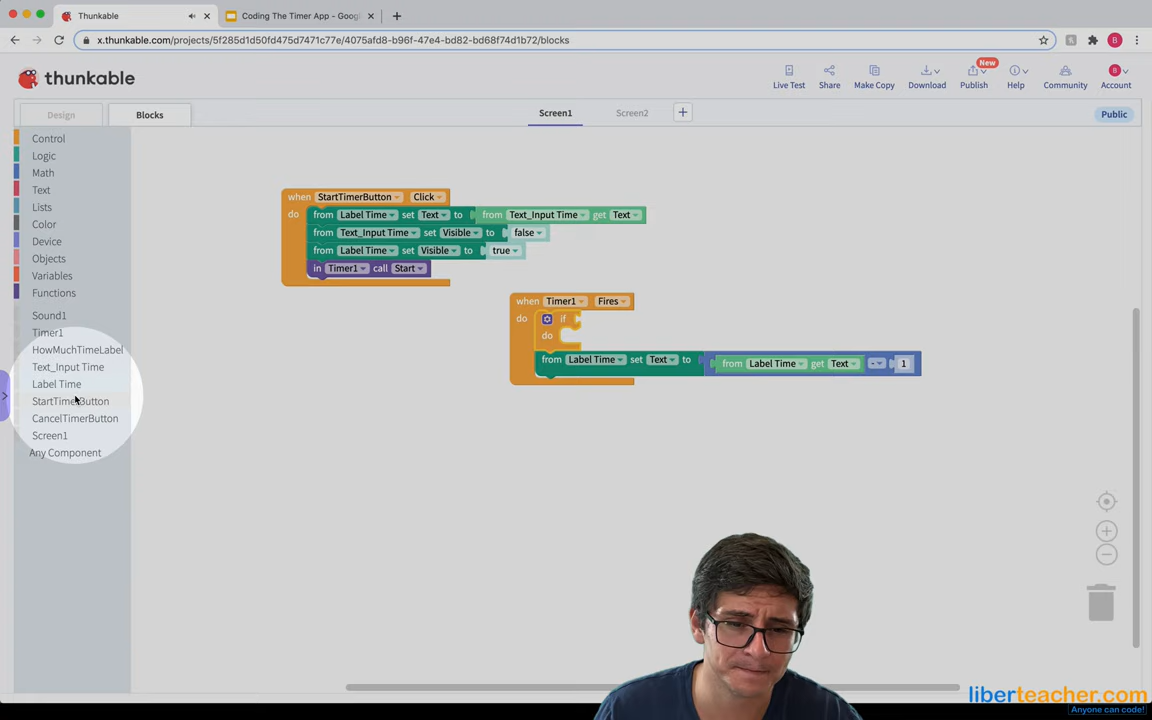 Thunkable
Coding The Timer App - Goog
x.thunkable.com/projects/5f285d1d50fd475d7471c77e/4075afd8-b96f-47e4-bd82-bd68f74d1b72/blocks
B
thunkable
Live Test
Share
Make Copy
Download
New
Publish
Help
Community
B
Account
Design
Blocks
Screen1
Screen2
Public
Control
Logic
Math
Text
Lists
Color
Device
Objects
Variables
Functions
Sound1
Timer1
HowMuchTimeLabel
Text_Input Time
Label Time
StartTimerButton
CancelTimerButton
Screen1
Any Component
when StartTimerButton Click
do from Label Time set Text to from Text_Input Time get Text
from Text_Input Time set Visible to false
from Label Time set Visible to true
in Timer1 call Start
when Timer1 Fires
do if
do
from Label Time set Text to from Label Time get Text - 1
liberteacher.com
Anyone can code!